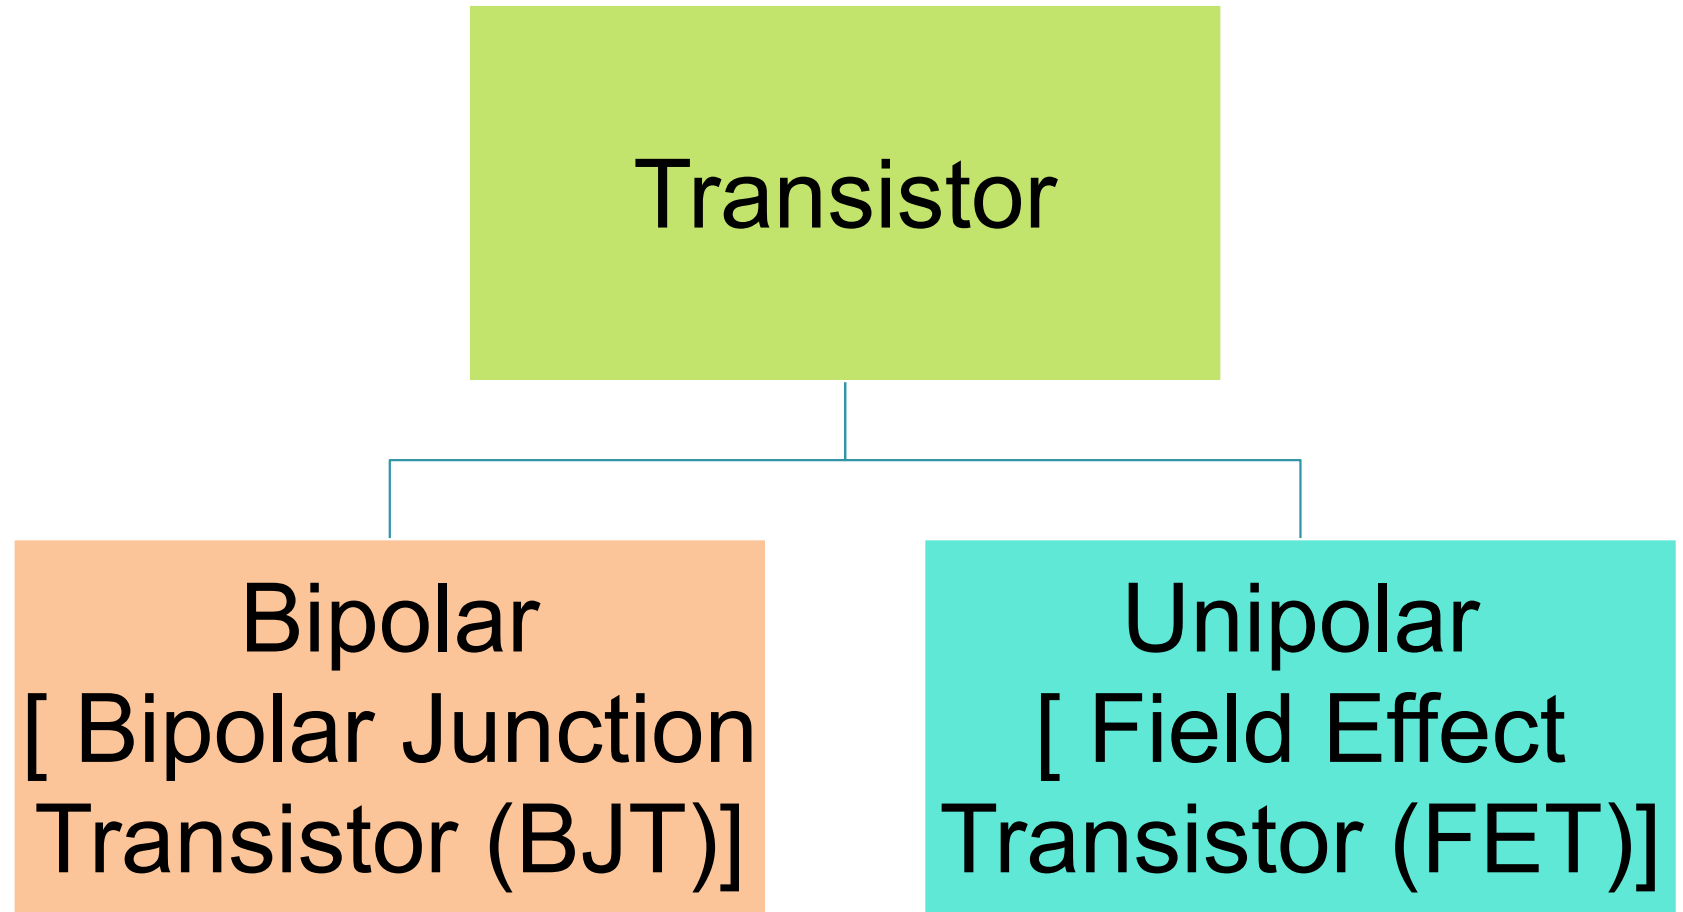 Transistor
Bipolar
[ Bipolar Junction
Transistor (BJT)]
Unipolar
[ Field Effect
Transistor (FET)]